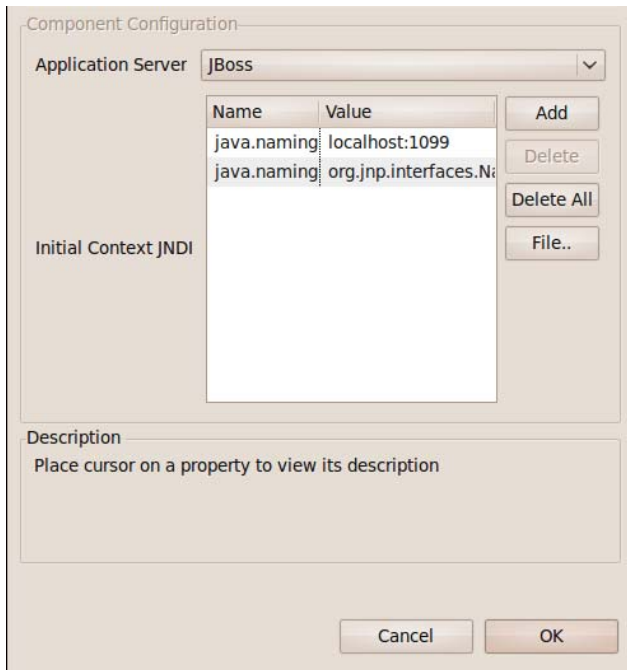 Component Configuration
Application Server JBoss
Name Value Add
java.naming localhost:1099
Delete
java.naming org.jnp.interfaces.Na
Delete All
Initial Context JNDI File..
Description
Place cursor on a property to view its description
Cancel OK